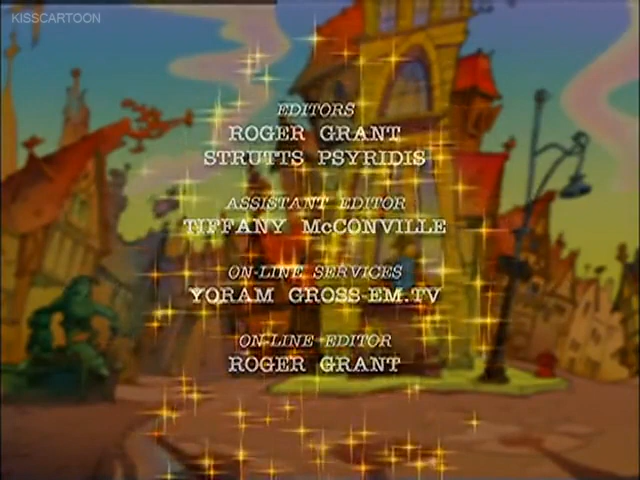 KISSCARTOON
EDITORS
ROGER GRANT
STRUTTS PSYRIDIS
ASSISTANT EDITOR
TIFFANY McCONVILLE
ON-LINE SERVICES
YORAM GROSS-EM.TV
ON-LINE EDITOR
ROGER GRANT